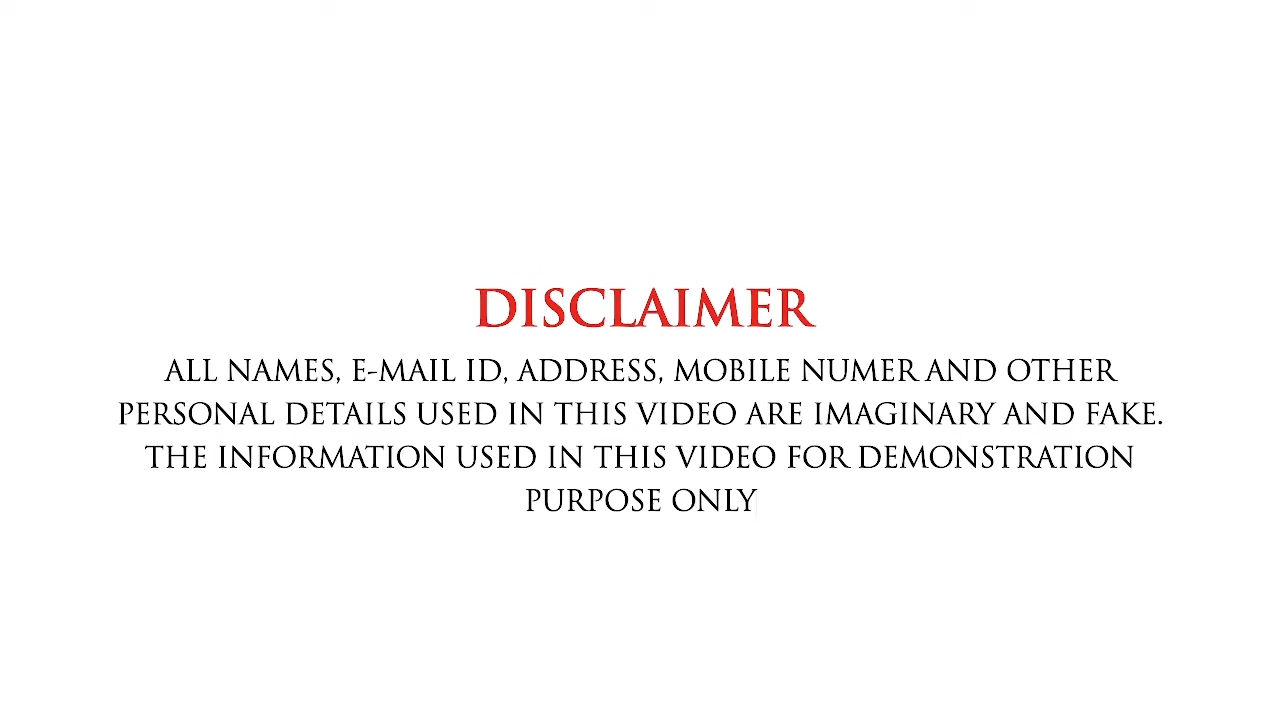 DISCLAIMER
ALL NAMES, E-MAIL ID, ADDRESS, MOBILE NUMER AND OTHER
PERSONAL DETAILS USED IN THIS VIDEO ARE IMAGINARY AND FAKE.
THE INFORMATION USED IN THIS VIDEO FOR DEMONSTRATION
PURPOSE ONLY